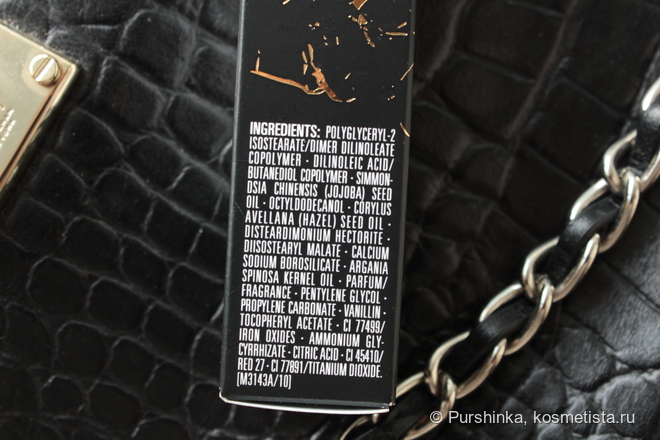 INGREDIENTS: POLYGLYCERYL-2
ISOSTEARATE/DIMER DILINOLEATE
COPOLYMER · DILINOLEIC ACID/
BUTANEDIOL COPOLYMER · SIMMON-
DSIA CHINENSIS (JOJOBA) SEED
OIL · OCTYLDODECANOL · CORYLUS
AVELLANA (HAZEL) SEED OIL ·
DISTEARDIMONIUM HECTORITE ·
DIISOSTEARYL MALATE · CALCIUM
SODIUM BOROSILICATE · ARGANIA
SPINOSA KERNEL OIL · PARFUM/
FRAGRANCE · PENTYLENE GLYCOL ·
PROPYLENE CARBONATE · VANILLIN ·
TOCOPHERYL ACETATE · CI 77499/
IRON OXIDES · AMMONIUM GLY-
CYRRHIZATE · CITRIC ACID · CI 45410/
RED 27 · CI 77891/TITANIUM DIOXIDE.
[M3143A/10]
© Purshinka, kosmetista.ru